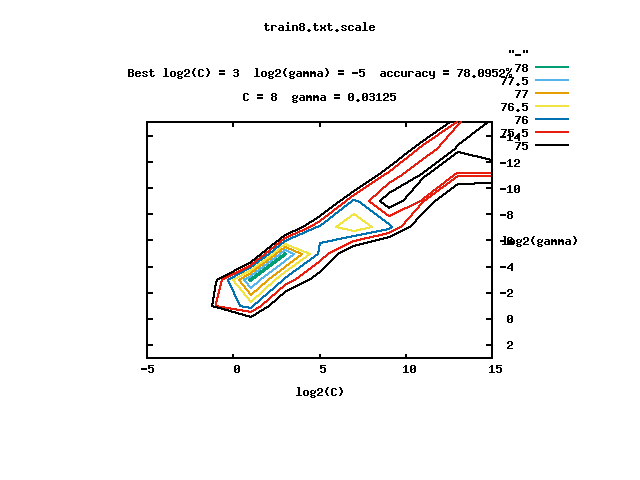 train8.txt.scale
"-"
Best log2(C) = 3  log2(gamma) = -5  accuracy = 78.0952%
C = 8  gamma = 0.03125
78
77.5
77
76.5
76
75.5
75
-14
-12
-10
-8
-6
-4
-2
0
2
log2(gamma)
-5 0 5 10 15
log2(C)